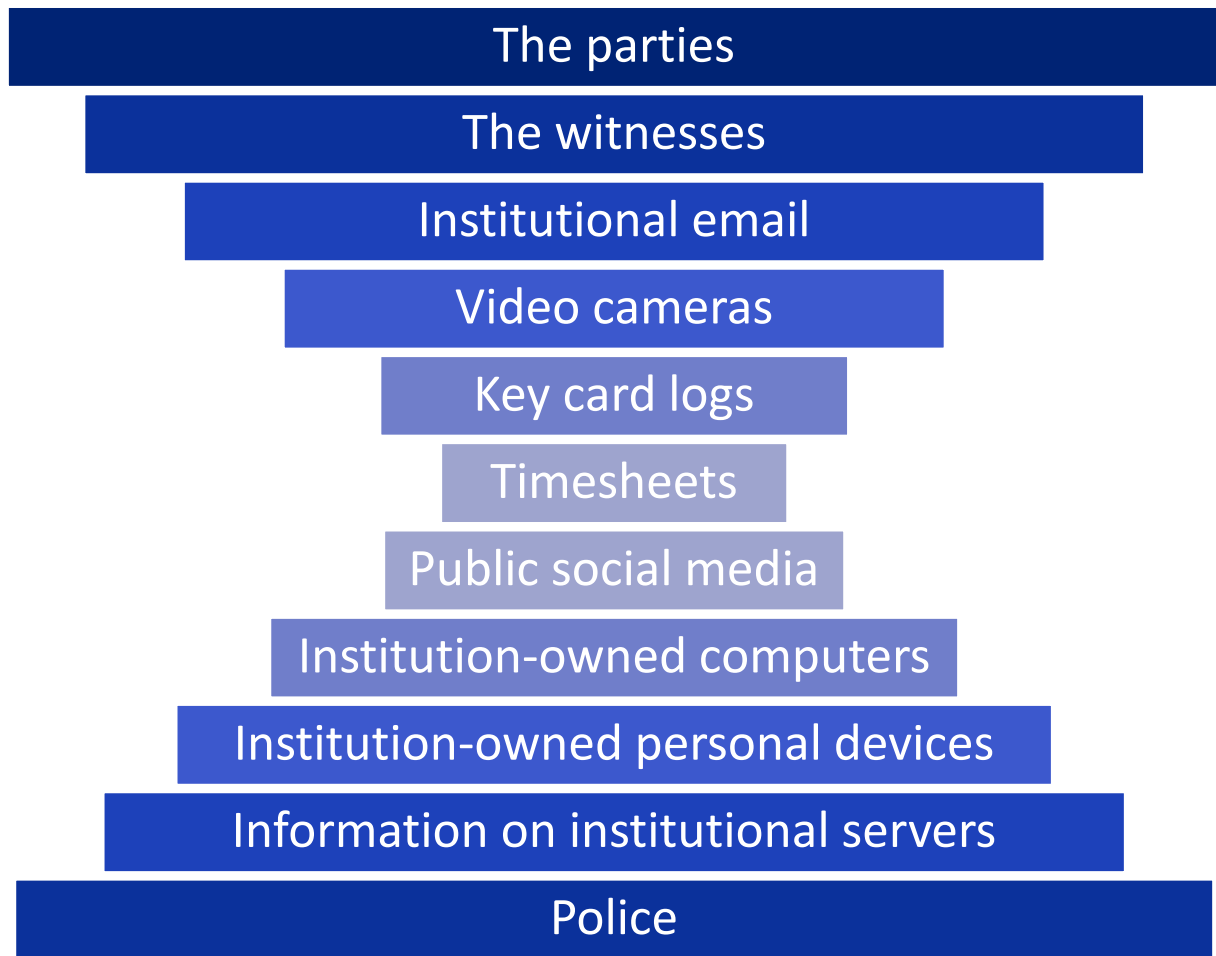 The parties
The witnesses
Institutional email
Video cameras
Key card logs
Timesheets
Public social media
Institution-owned computers
Institution-owned personal devices
Information on institutional servers
Police